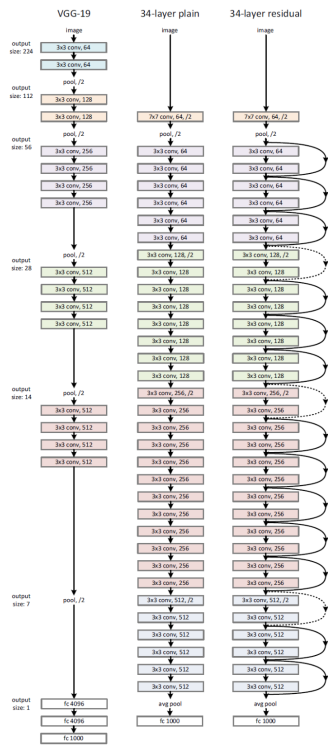 output
size: 224
output
size: 112
output
size: 56
output
size: 28
output
size: 14
output
size: 7
output
size: 1
VGG-19
image
3x3 conv, 64
3x3 conv, 64
pool, /2
3x3 conv, 128
3x3 conv, 128
pool, /2
3x3 conv, 256
3x3 conv, 256
3x3 conv, 256
3x3 conv, 256
pool, /2
3x3 conv, 512
3x3 conv, 512
3x3 conv, 512
3x3 conv, 512
pool, /2
3x3 conv, 512
3x3 conv, 512
3x3 conv, 512
3x3 conv, 512
pool, /2
fc 4096
fc 4096
fc 1000
34-layer plain
image
7x7 conv, 64, /2
pool, /2
3x3 conv, 64
3x3 conv, 64
3x3 conv, 64
3x3 conv, 64
3x3 conv, 64
3x3 conv, 64
3x3 conv, 128, /2
3x3 conv, 128
3x3 conv, 128
3x3 conv, 128
3x3 conv, 128
3x3 conv, 128
3x3 conv, 128
3x3 conv, 128
3x3 conv, 256, /2
3x3 conv, 256
3x3 conv, 256
3x3 conv, 256
3x3 conv, 256
3x3 conv, 256
3x3 conv, 256
3x3 conv, 256
3x3 conv, 256
3x3 conv, 256
3x3 conv, 256
3x3 conv, 256
3x3 conv, 512, /2
3x3 conv, 512
3x3 conv, 512
3x3 conv, 512
3x3 conv, 512
3x3 conv, 512
avg pool
fc 1000
34-layer residual
image
7x7 conv, 64, /2
pool, /2
3x3 conv, 64
3x3 conv, 64
3x3 conv, 64
3x3 conv, 64
3x3 conv, 64
3x3 conv, 64
3x3 conv, 128, /2
3x3 conv, 128
3x3 conv, 128
3x3 conv, 128
3x3 conv, 128
3x3 conv, 128
3x3 conv, 128
3x3 conv, 128
3x3 conv, 256, /2
3x3 conv, 256
3x3 conv, 256
3x3 conv, 256
3x3 conv, 256
3x3 conv, 256
3x3 conv, 256
3x3 conv, 256
3x3 conv, 256
3x3 conv, 256
3x3 conv, 256
3x3 conv, 256
3x3 conv, 512, /2
3x3 conv, 512
3x3 conv, 512
3x3 conv, 512
3x3 conv, 512
3x3 conv, 512
avg pool
fc 1000